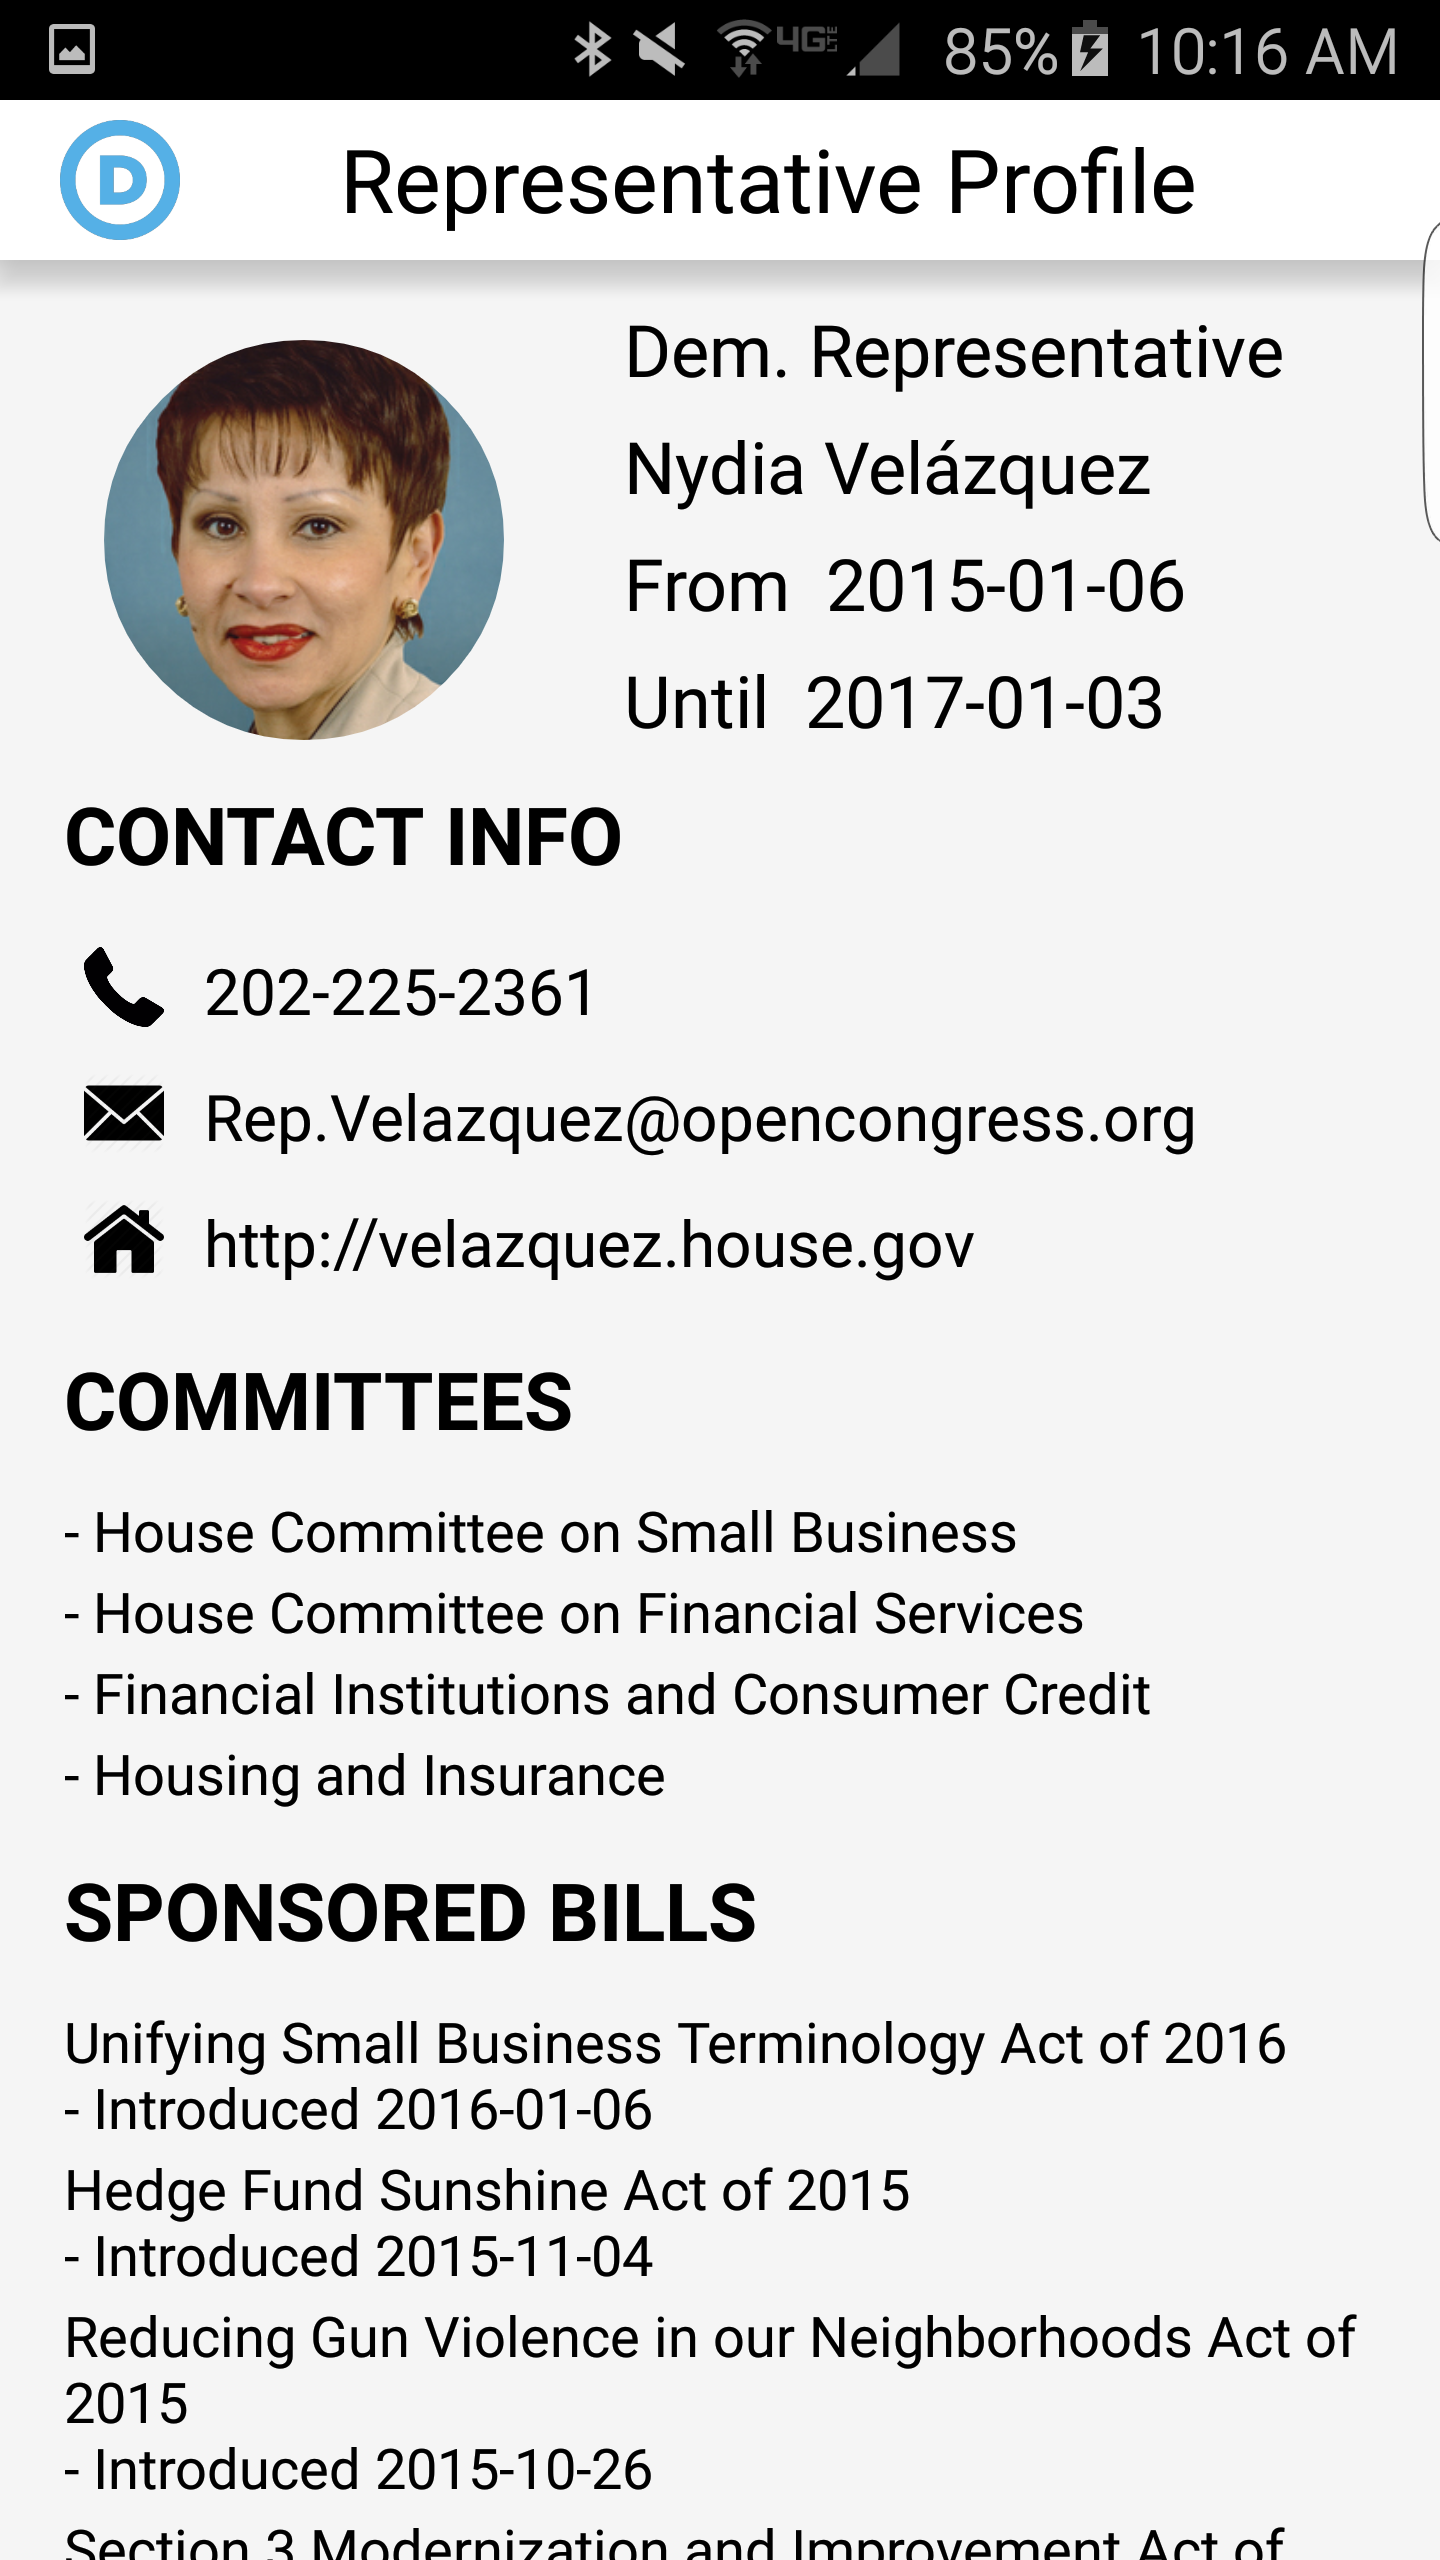 85% 10:16 AM
D Representative Profile
Dem. Representative
Nydia Velázquez
From 2015-01-06
Until 2017-01-03
CONTACT INFO
202-225-2361
Rep.Velazquez@opencongress.org
http://velazquez.house.gov
COMMITTEES
- House Committee on Small Business
- House Committee on Financial Services
- Financial Institutions and Consumer Credit
- Housing and Insurance
SPONSORED BILLS
Unifying Small Business Terminology Act of 2016
- Introduced 2016-01-06
Hedge Fund Sunshine Act of 2015
- Introduced 2015-11-04
Reducing Gun Violence in our Neighborhoods Act of
2015
- Introduced 2015-10-26
Section 3 Modernization and Improvement Act of